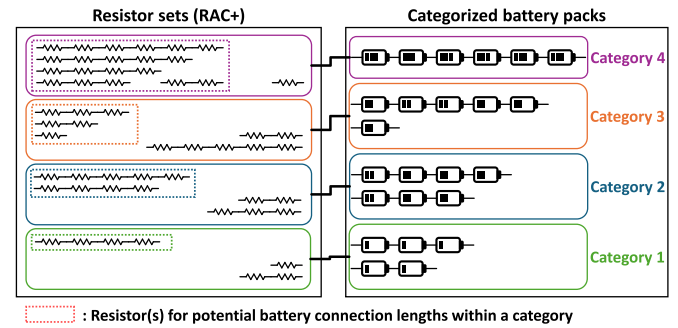 Resistor sets (RAC+)
Categorized battery packs
Category 4
Category 3
Category 2
Category 1
: Resistor(s) for potential battery connection lengths within a category